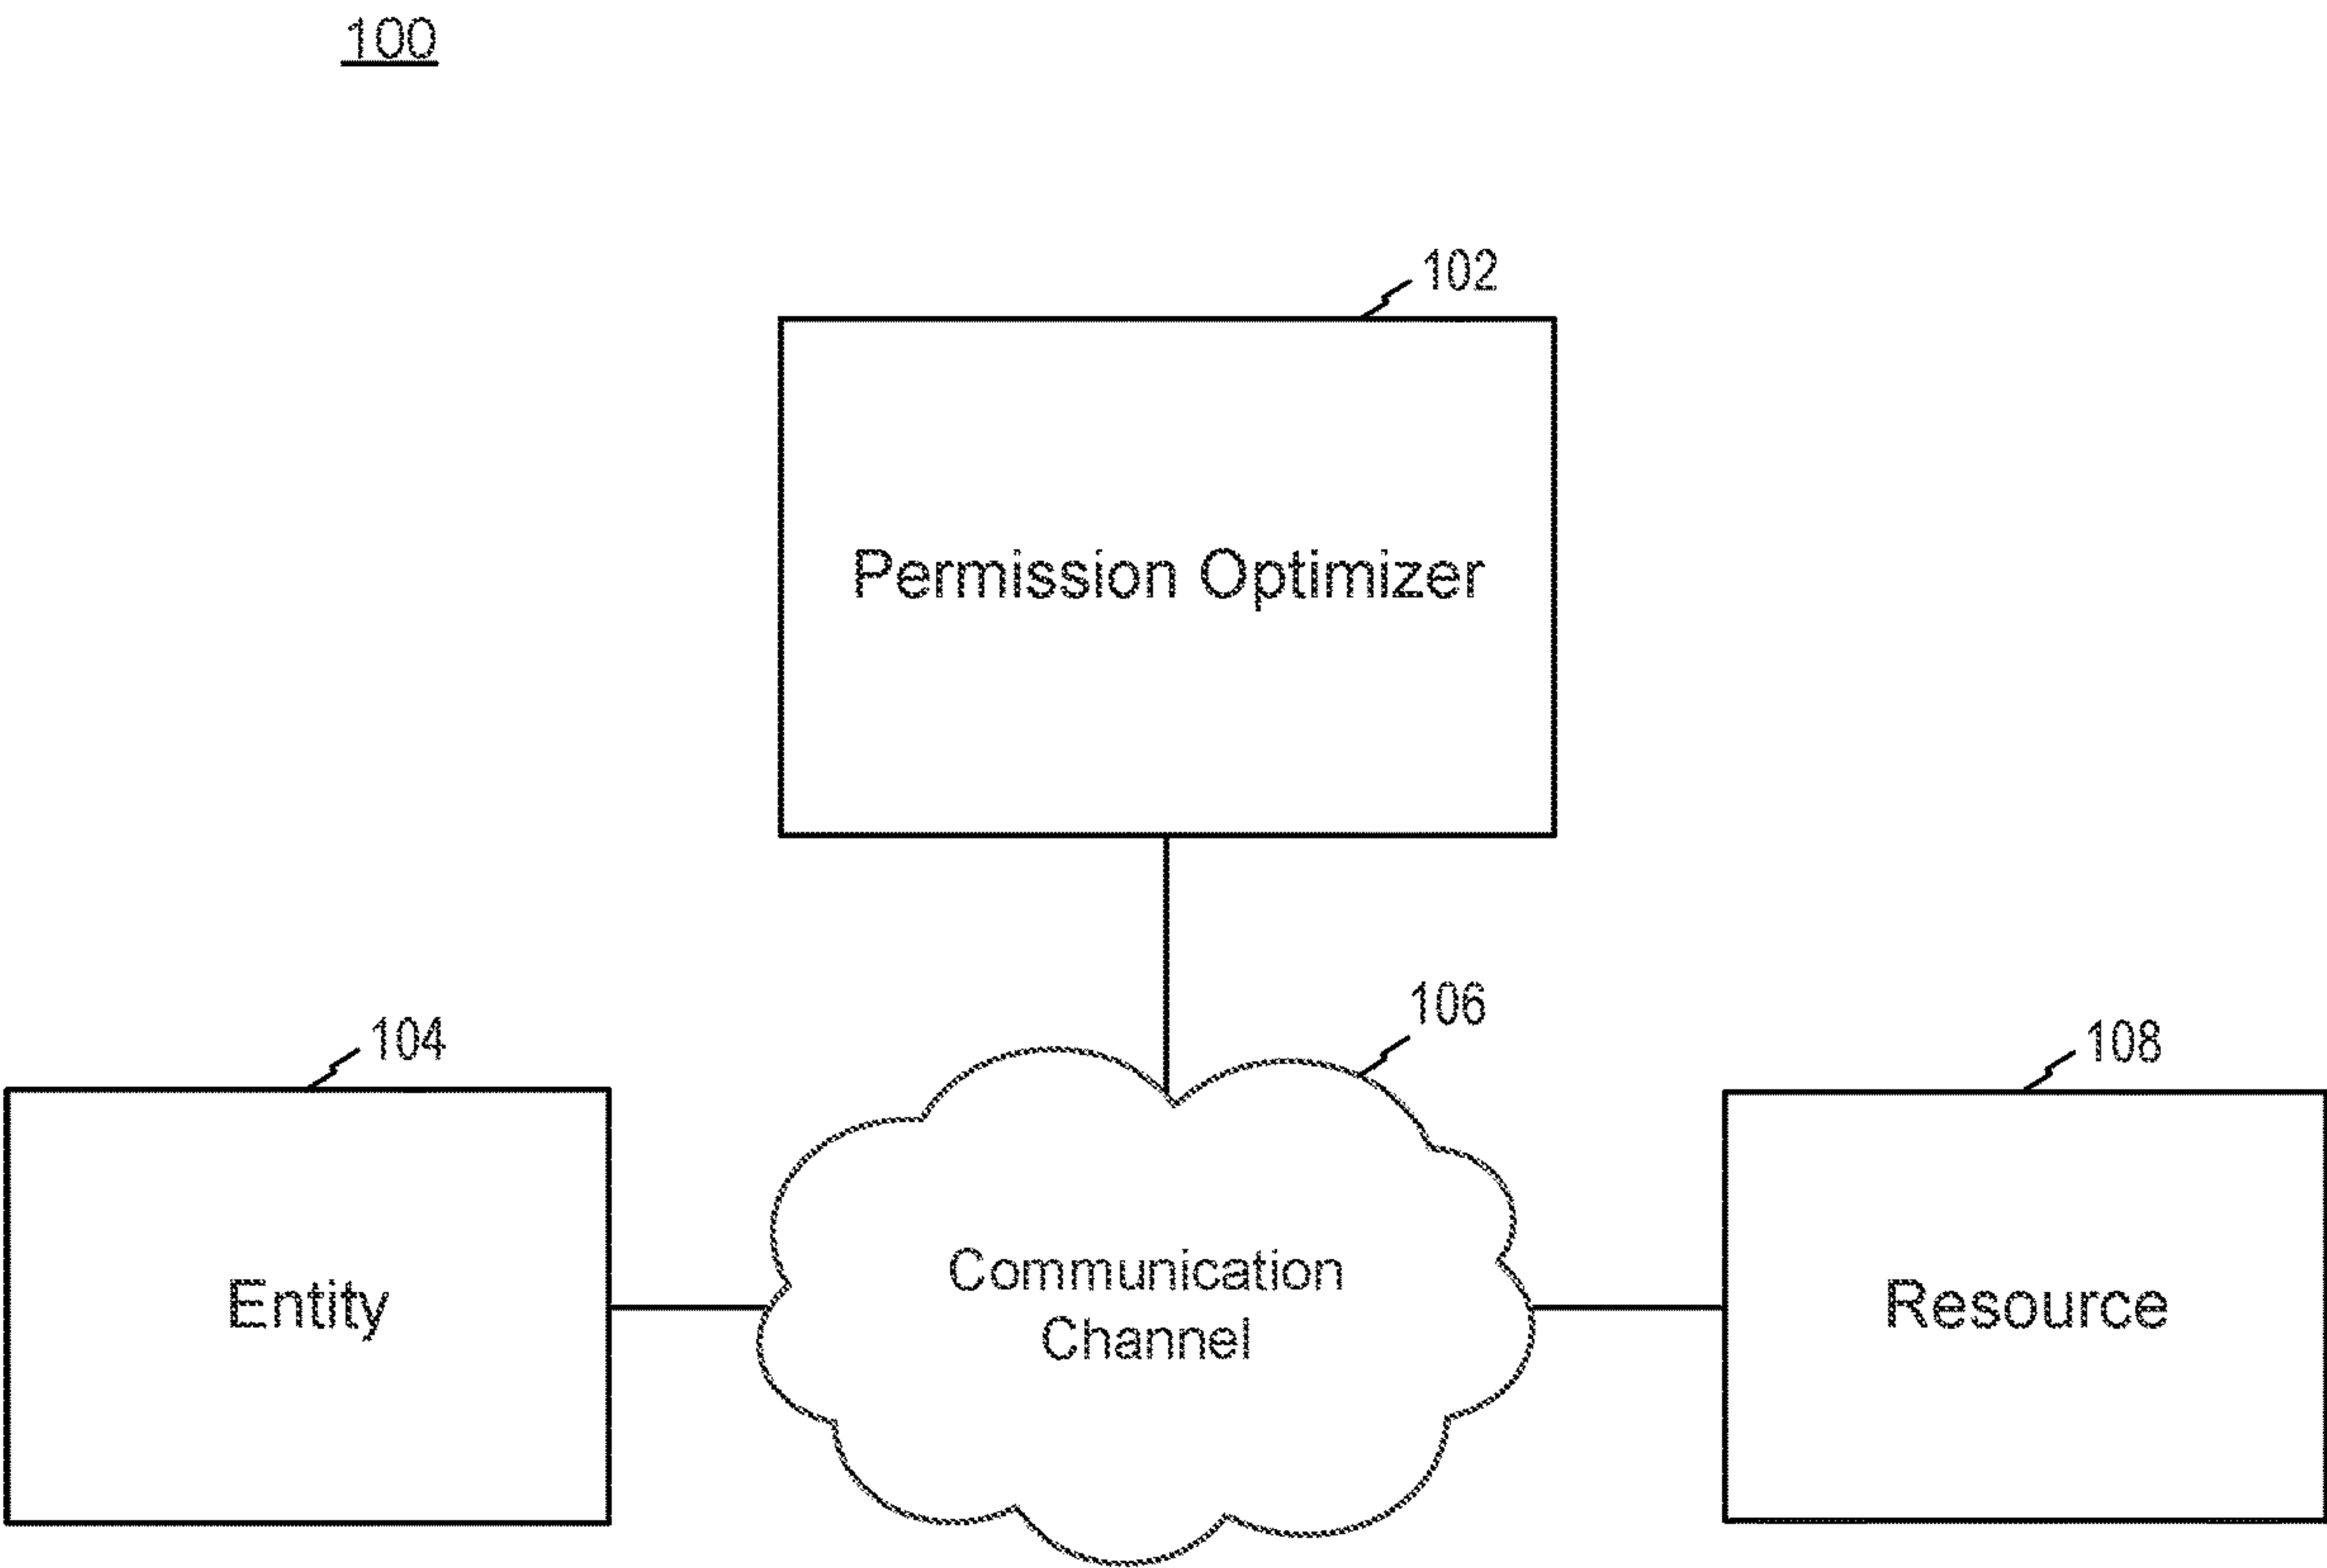 100
102
Permission Optimizer
106
104
108
Communication
Channel
Entity
Resource